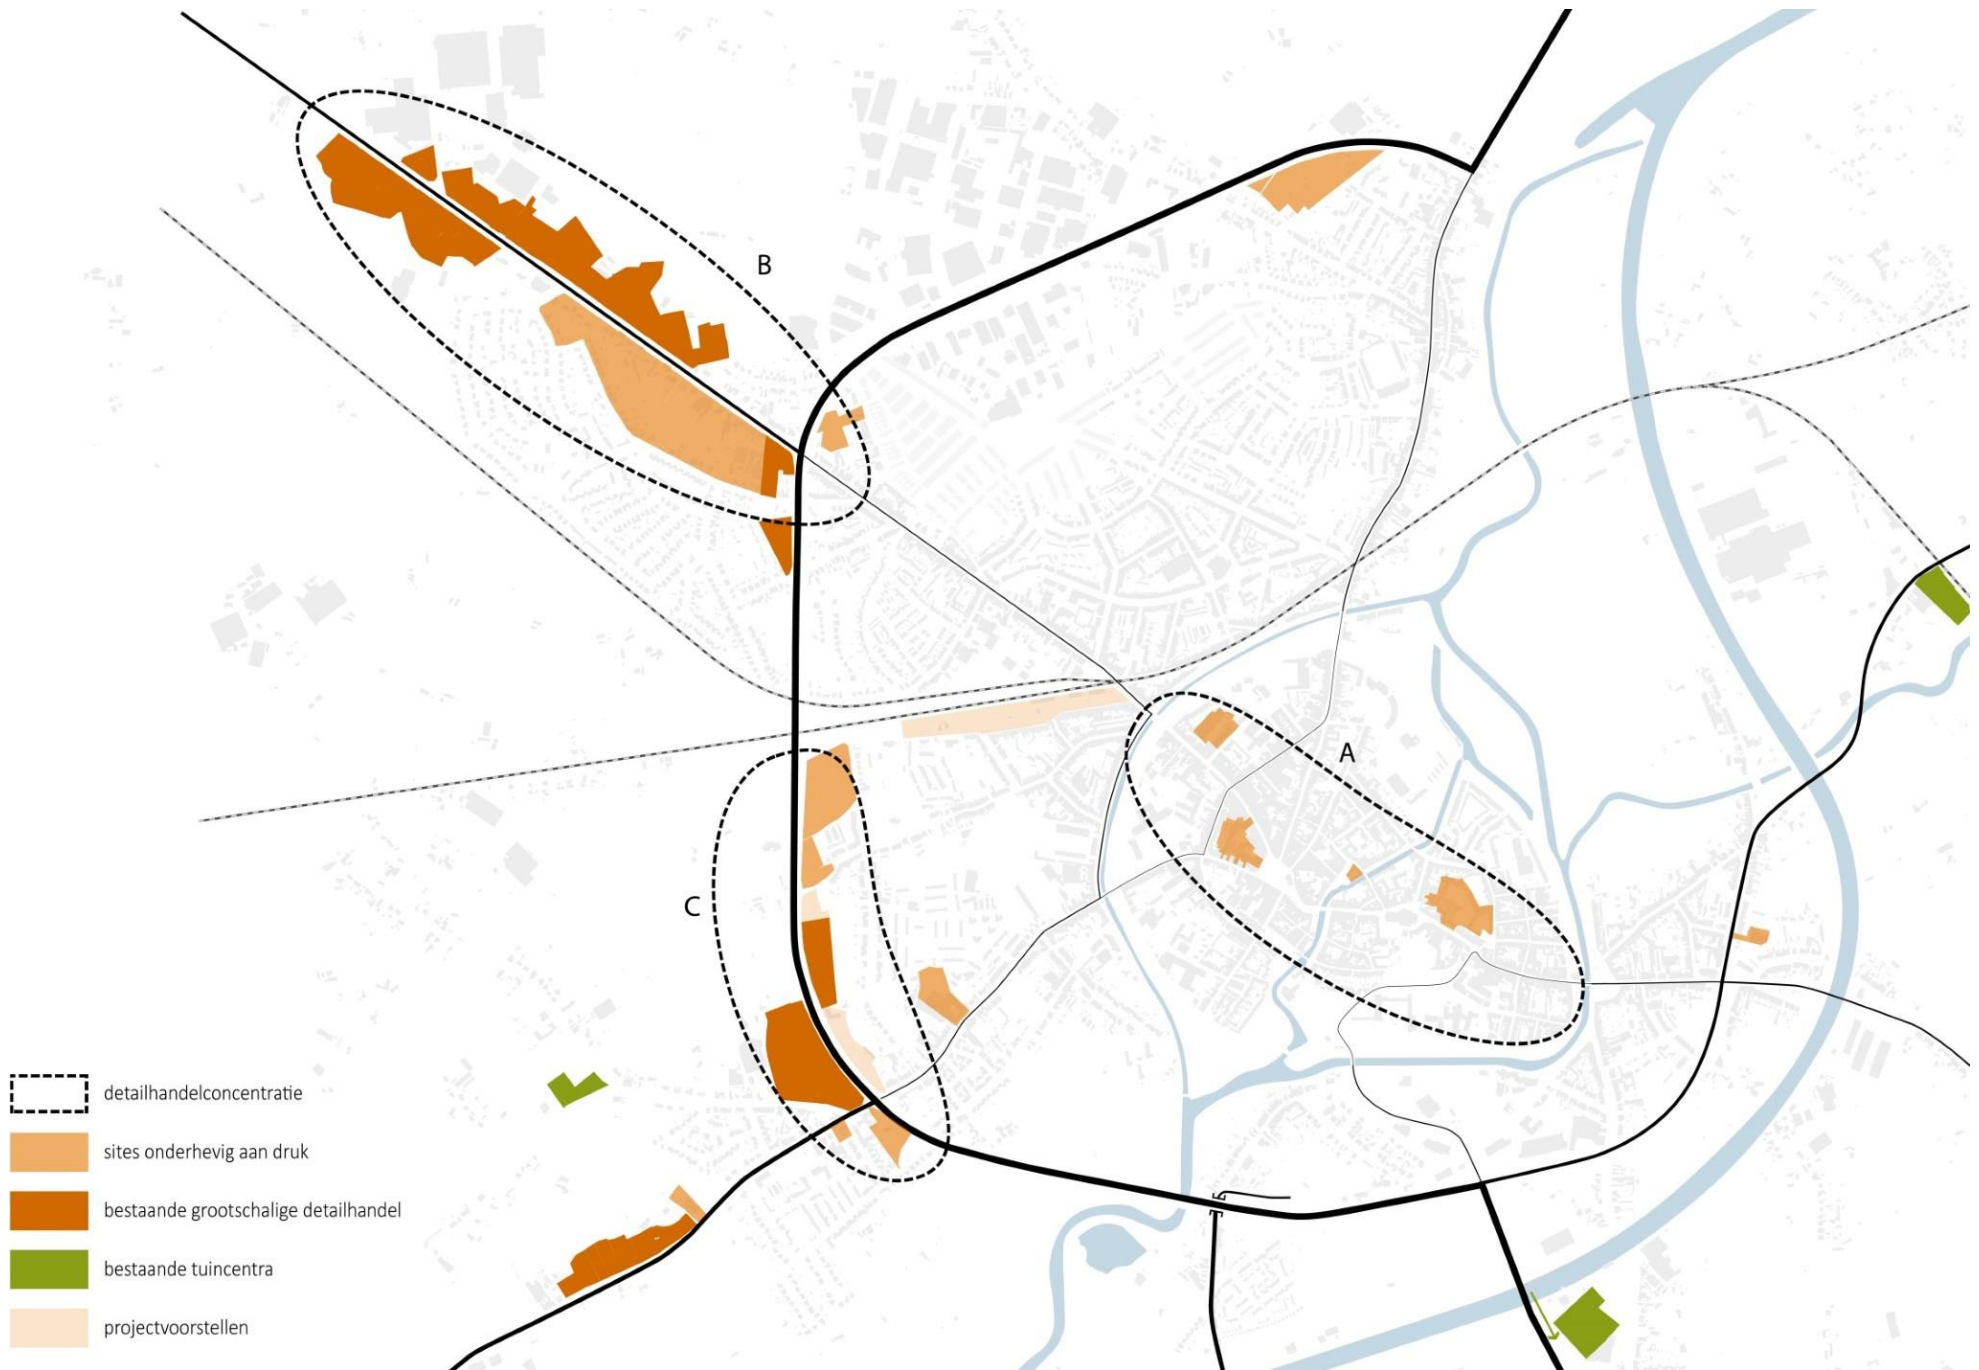 B
A
C
detailhandelconcentratie
sites onderhevig aan druk
bestaande grootschalige detailhandel
bestaande tuincentra
projectvoorstellen